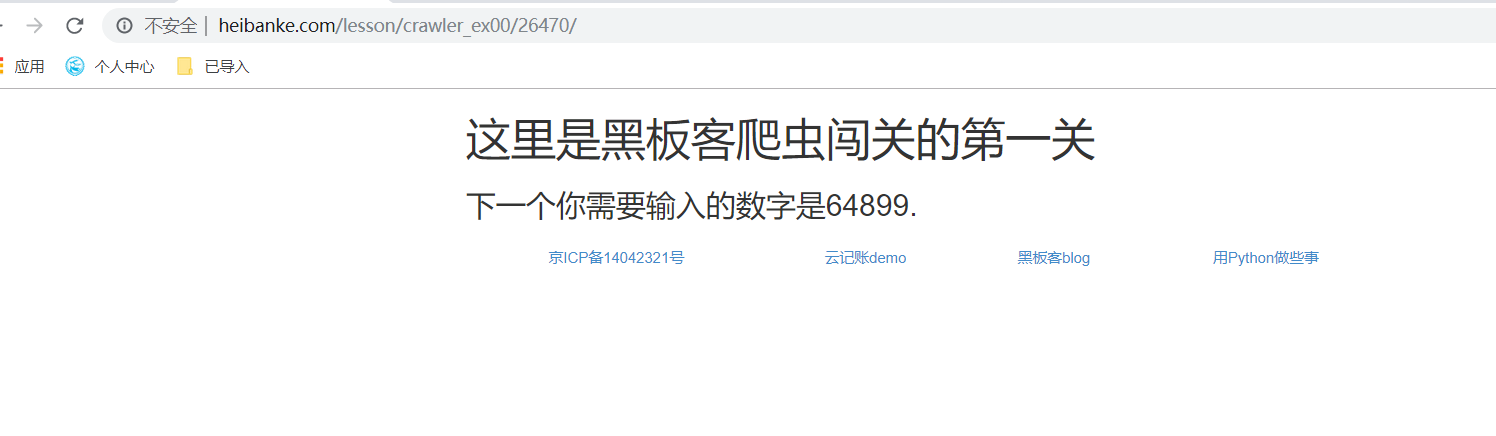 不安全 | heibanke.com/lesson/crawler_ex00/26470/
应用 个人中心 已导入
这里是黑板客爬虫闯关的第一关
下一个你需要输入的数字是64899.
京ICP备14042321号 云记账demo 黑板客blog 用Python做些事